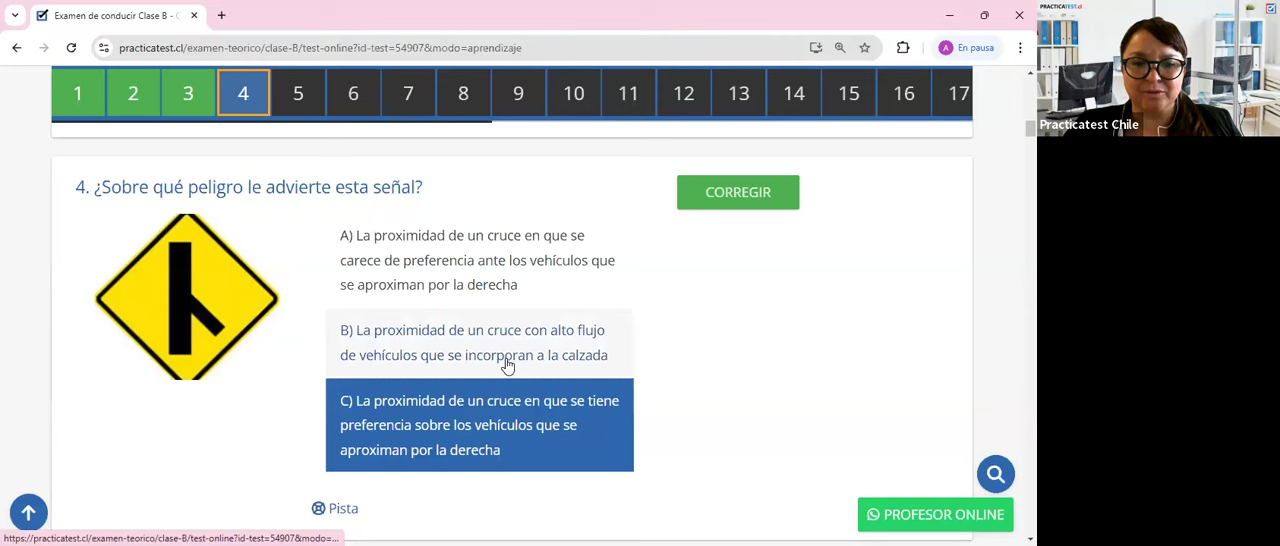 Examen de conducir Clase B - C
practicatest.cl/examen-teorico/clase-B/test-online?id-test=54907&modo=aprendizaje
A En pausa
PRACTICATEST.cl
Practicatest Chile
1 2 3 4 5 6 7 8 9 10 11 12 13 14 15 16 17
4. ¿Sobre qué peligro le advierte esta señal?
CORREGIR
A) La proximidad de un cruce en que se
carece de preferencia ante los vehículos que
se aproximan por la derecha
B) La proximidad de un cruce con alto flujo
de vehículos que se incorporan a la calzada
C) La proximidad de un cruce en que se tiene
preferencia sobre los vehículos que se
aproximan por la derecha
Pista
PROFESOR ONLINE
https://practicatest.cl/examen-teorico/clase-B/test-online?id-test=54907&modo=...